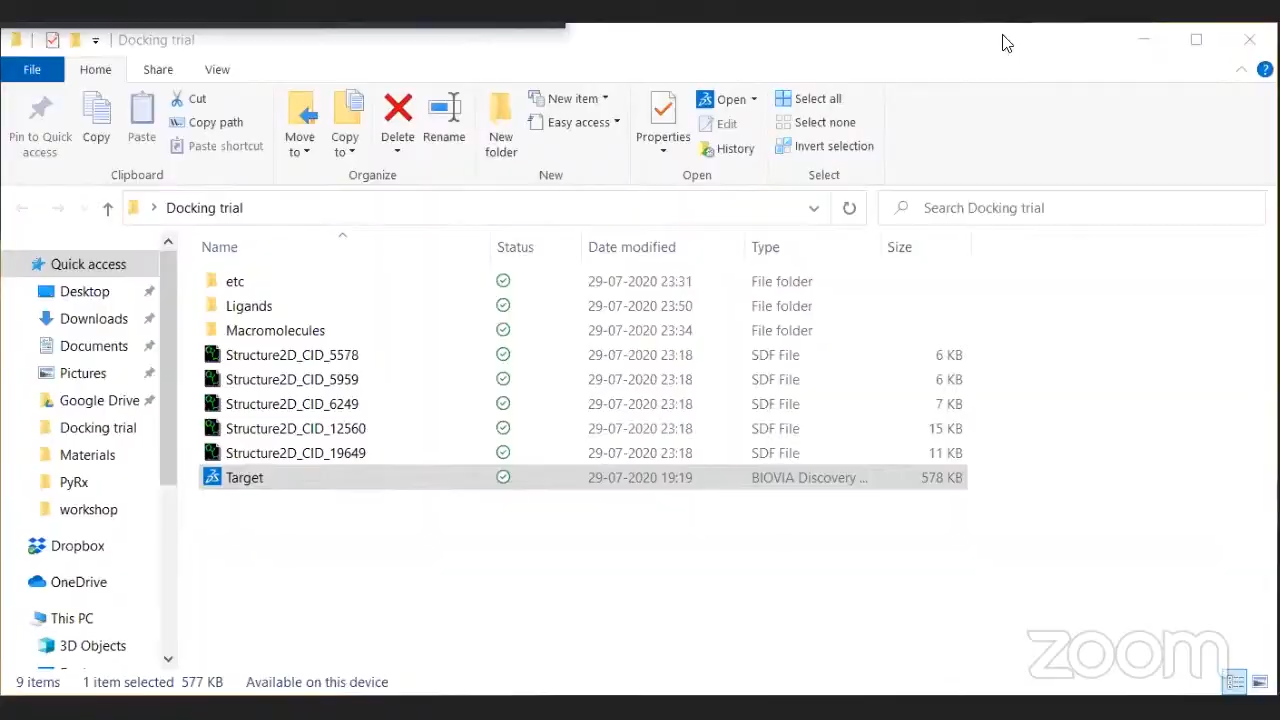 Docking trial
File Home Share View
Pin to Quick access
Copy
Paste
Cut
Copy path
Paste shortcut
Clipboard
Move to
Copy to
Delete
Rename
Organize
New folder
New item
Easy access
New
Properties
Open
Edit
History
Open
Select all
Select none
Invert selection
Select
Docking trial
Search Docking trial
Name Status Date modified Type Size
etc 29-07-2020 23:31 File folder
Ligands 29-07-2020 23:50 File folder
Macromolecules 29-07-2020 23:34 File folder
Structure2D_CID_5578 29-07-2020 23:18 SDF File 6 KB
Structure2D_CID_5959 29-07-2020 23:18 SDF File 6 KB
Structure2D_CID_6249 29-07-2020 23:18 SDF File 7 KB
Structure2D_CID_12560 29-07-2020 23:18 SDF File 15 KB
Structure2D_CID_19649 29-07-2020 23:18 SDF File 11 KB
Target 29-07-2020 19:19 BIOVIA Discovery ... 578 KB
Quick access
Desktop
Downloads
Documents
Pictures
Google Drive
Docking trial
Materials
PyRx
workshop
Dropbox
OneDrive
This PC
3D Objects
zoom
9 items 1 item selected 577 KB Available on this device